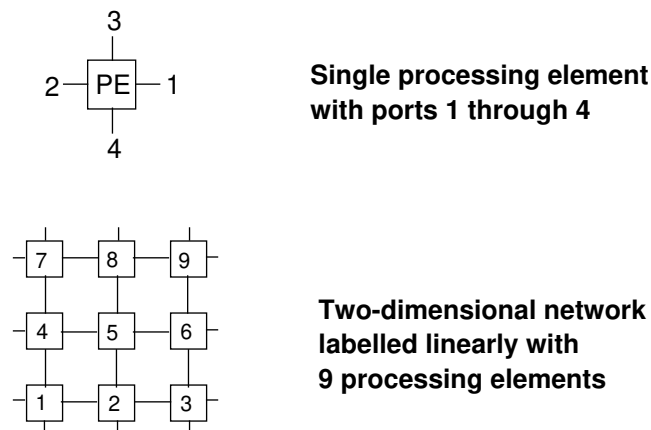 3
2 PE 1
4
Single processing element
with ports 1 through 4
7 8 9
4 5 6
1 2 3
Two-dimensional network
labelled linearly with
9 processing elements